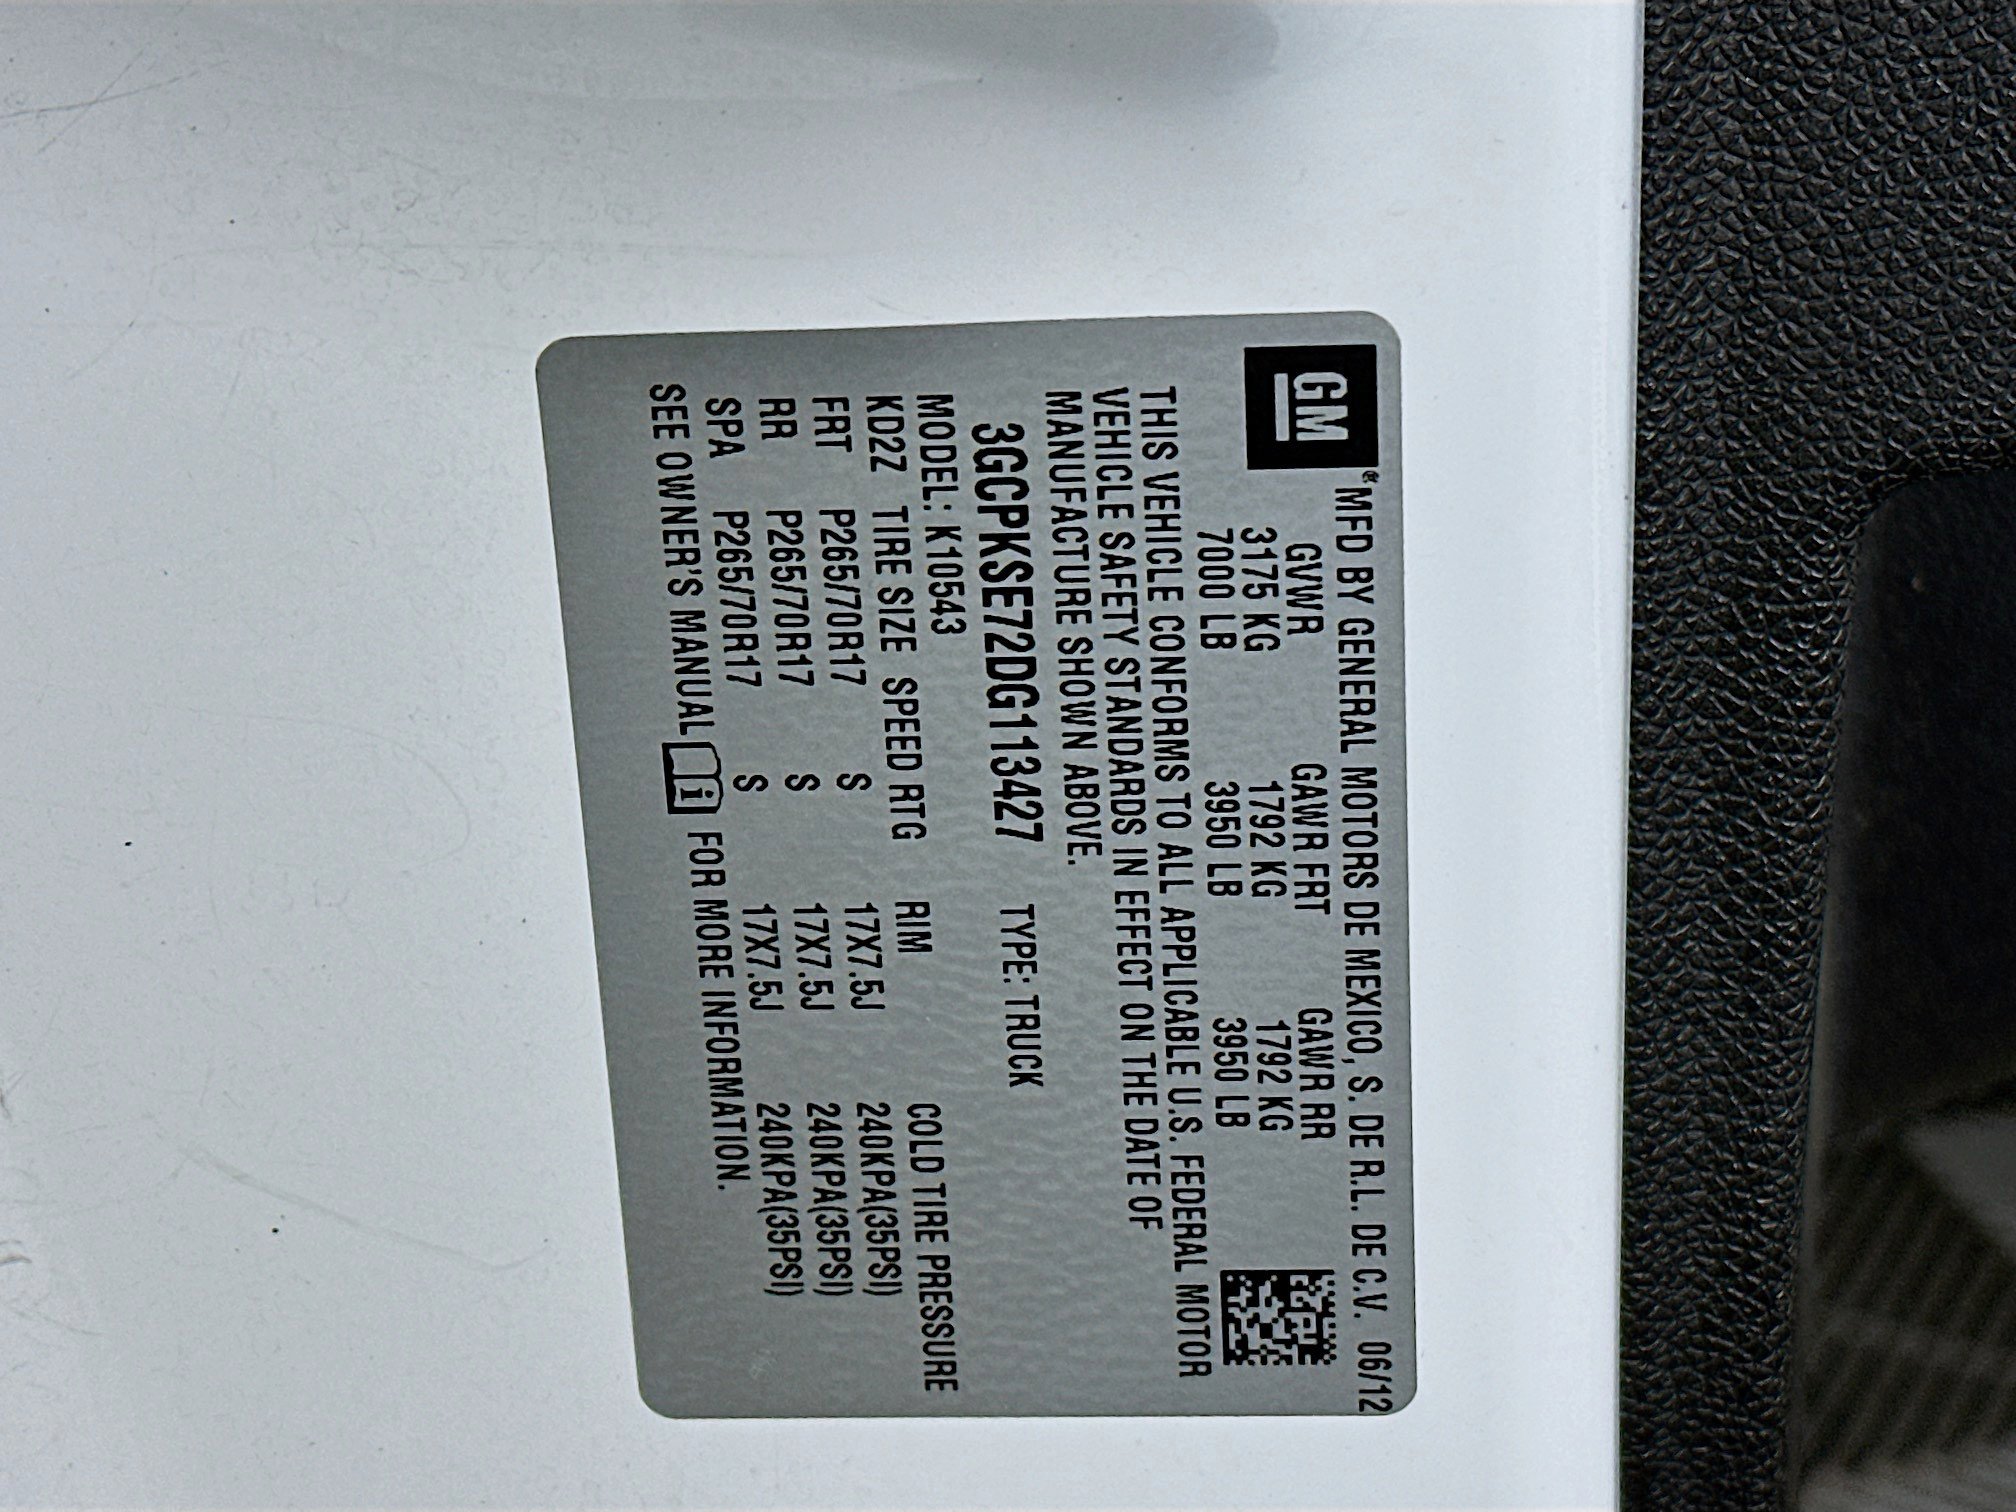 GM® MFD BY GENERAL MOTORS DE MEXICO, S. DE R.L. DE C.V. 06/12
GVWR GAWR FRT GAWR RR
3175 KG 1792 KG 1792 KG
7000 LB 3950 LB 3950 LB
THIS VEHICLE CONFORMS TO ALL APPLICABLE U.S. FEDERAL MOTOR
VEHICLE SAFETY STANDARDS IN EFFECT ON THE DATE OF
MANUFACTURE SHOWN ABOVE.
3GCPKSE72DG113427 TYPE: TRUCK
MODEL: K10543
KD2Z TIRE SIZE SPEED RTG RIM COLD TIRE PRESSURE
FRT P265/70R17 S 17X7.5J 240KPA(35PSI)
RR P265/70R17 S 17X7.5J 240KPA(35PSI)
SPA P265/70R17 S 17X7.5J 240KPA(35PSI)
SEE OWNER'S MANUAL i FOR MORE INFORMATION.